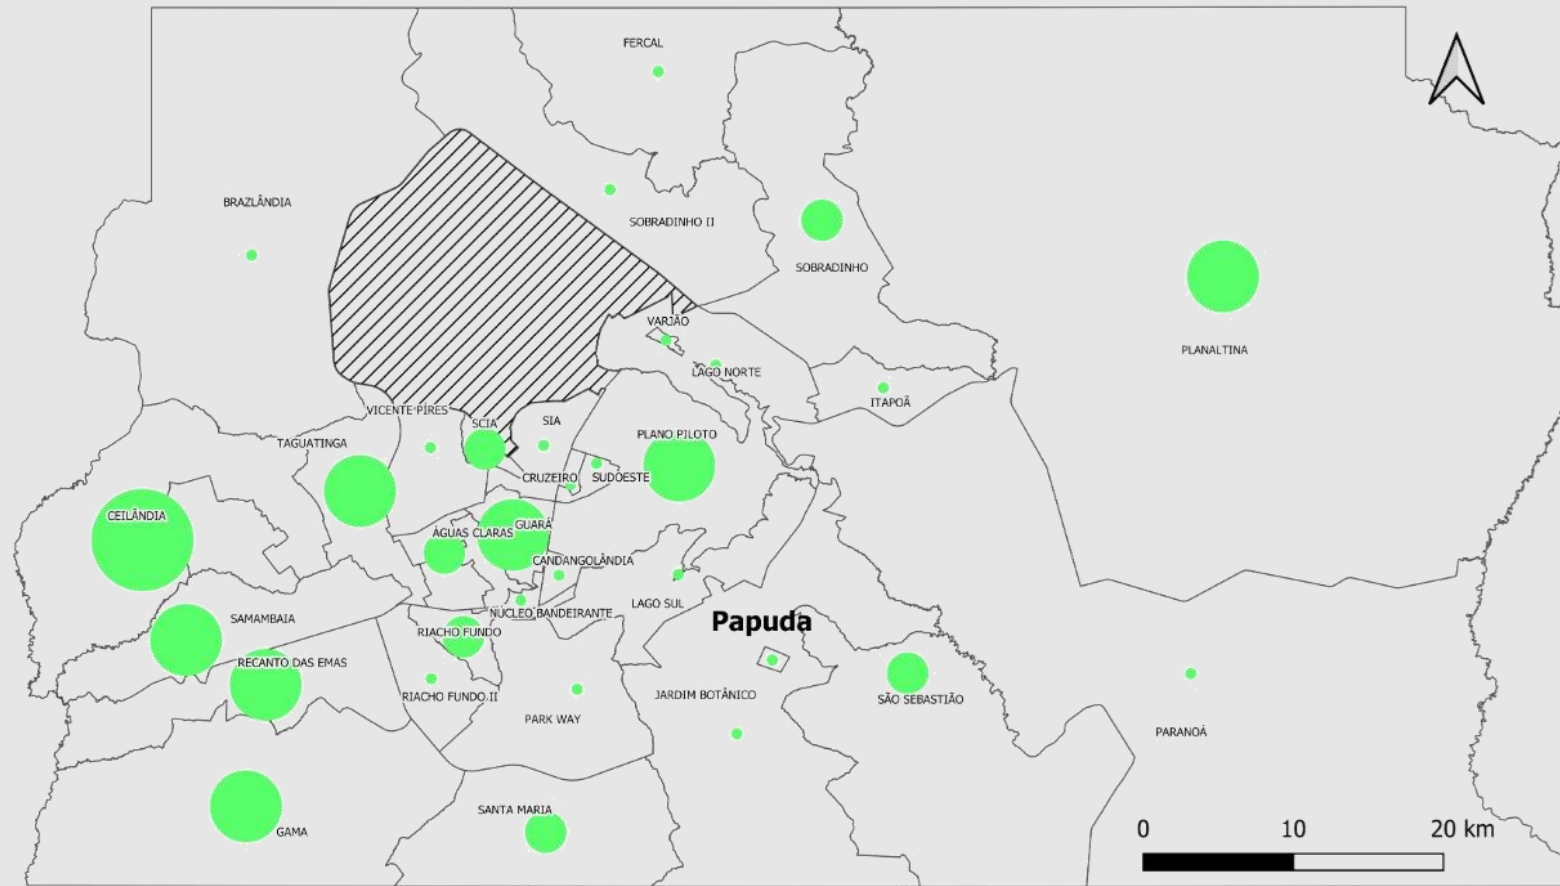 FERCAL
BRAZLÂNDIA
SOBRADINHO II
SOBRADINHO
VARJÃO
PLANALTINA
LAGO NORTE
ITAPOÃ
VICENTE PÍRES
SCIA
SIA
TAGUATINGA
PLANO PILOTO
CRUZEIRO
SUDOESTE
CEILÂNDIA
ÁGUAS CLARAS
GUARÁ
CANDANGOLÂNDIA
LAGO SUL
NÚCLEO BANDEIRANTE
SAMAMBAIA
Papuda
RIACHO FUNDO
RECANTO DAS EMAS
RIACHO FUNDO II
JARDIM BOTÂNICO
SÃO SEBASTIÃO
PARK WAY
PARANOÁ
SANTA MARIA
GAMA
0 10 20 km